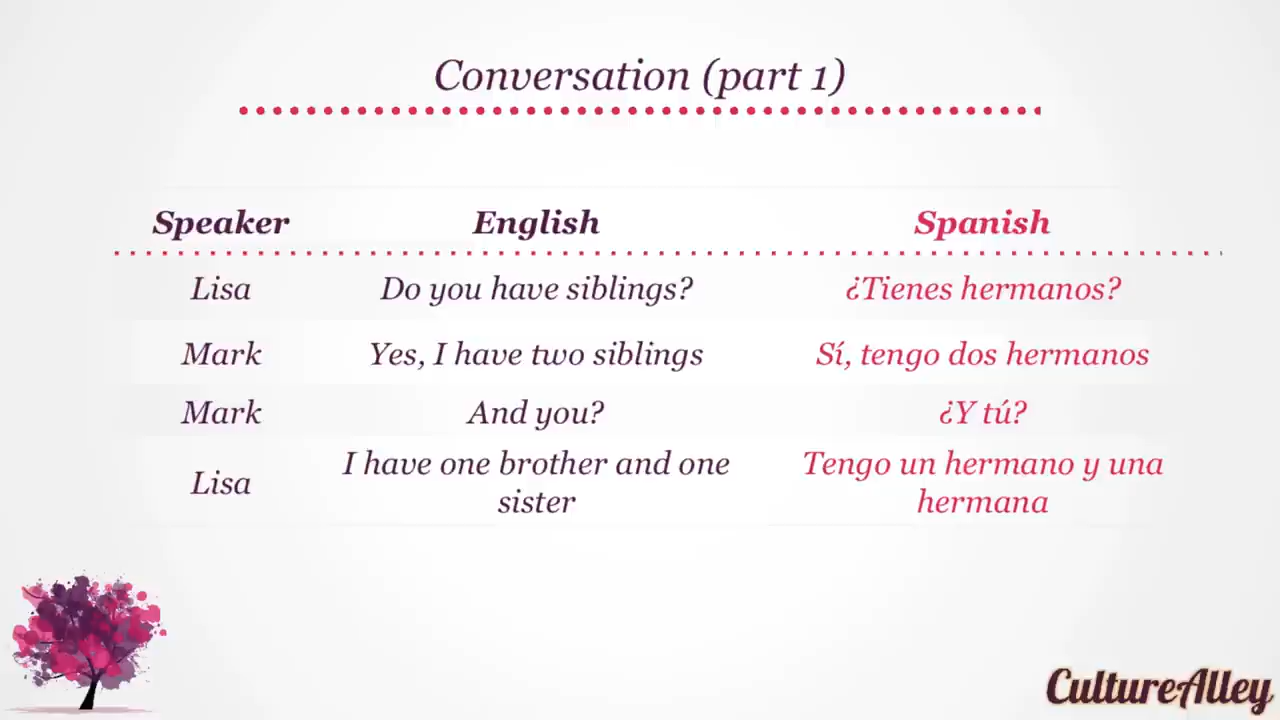 Conversation (part 1)
Speaker English Spanish
Lisa Do you have siblings? ¿Tienes hermanos?
Mark Yes, I have two siblings Sí, tengo dos hermanos
Mark And you? ¿Y tú?
Lisa I have one brother and one sister Tengo un hermano y una hermana
CultureAlley